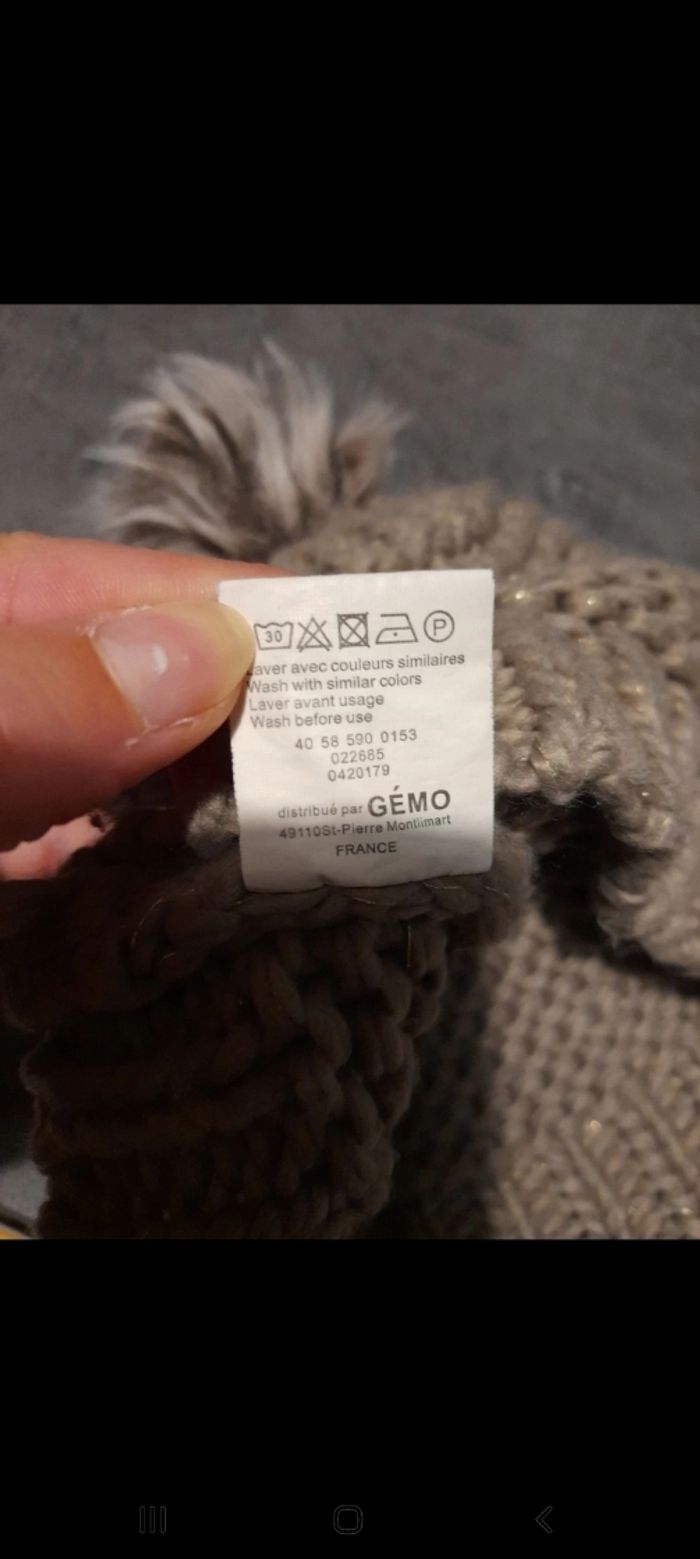 30 P
Laver avec couleurs similaires
Wash with similar colors
Laver avant usage
Wash before use
40 58 590 0153
022685
0420179
distribué par GÉMO
49110St-Pierre Montlimart
FRANCE